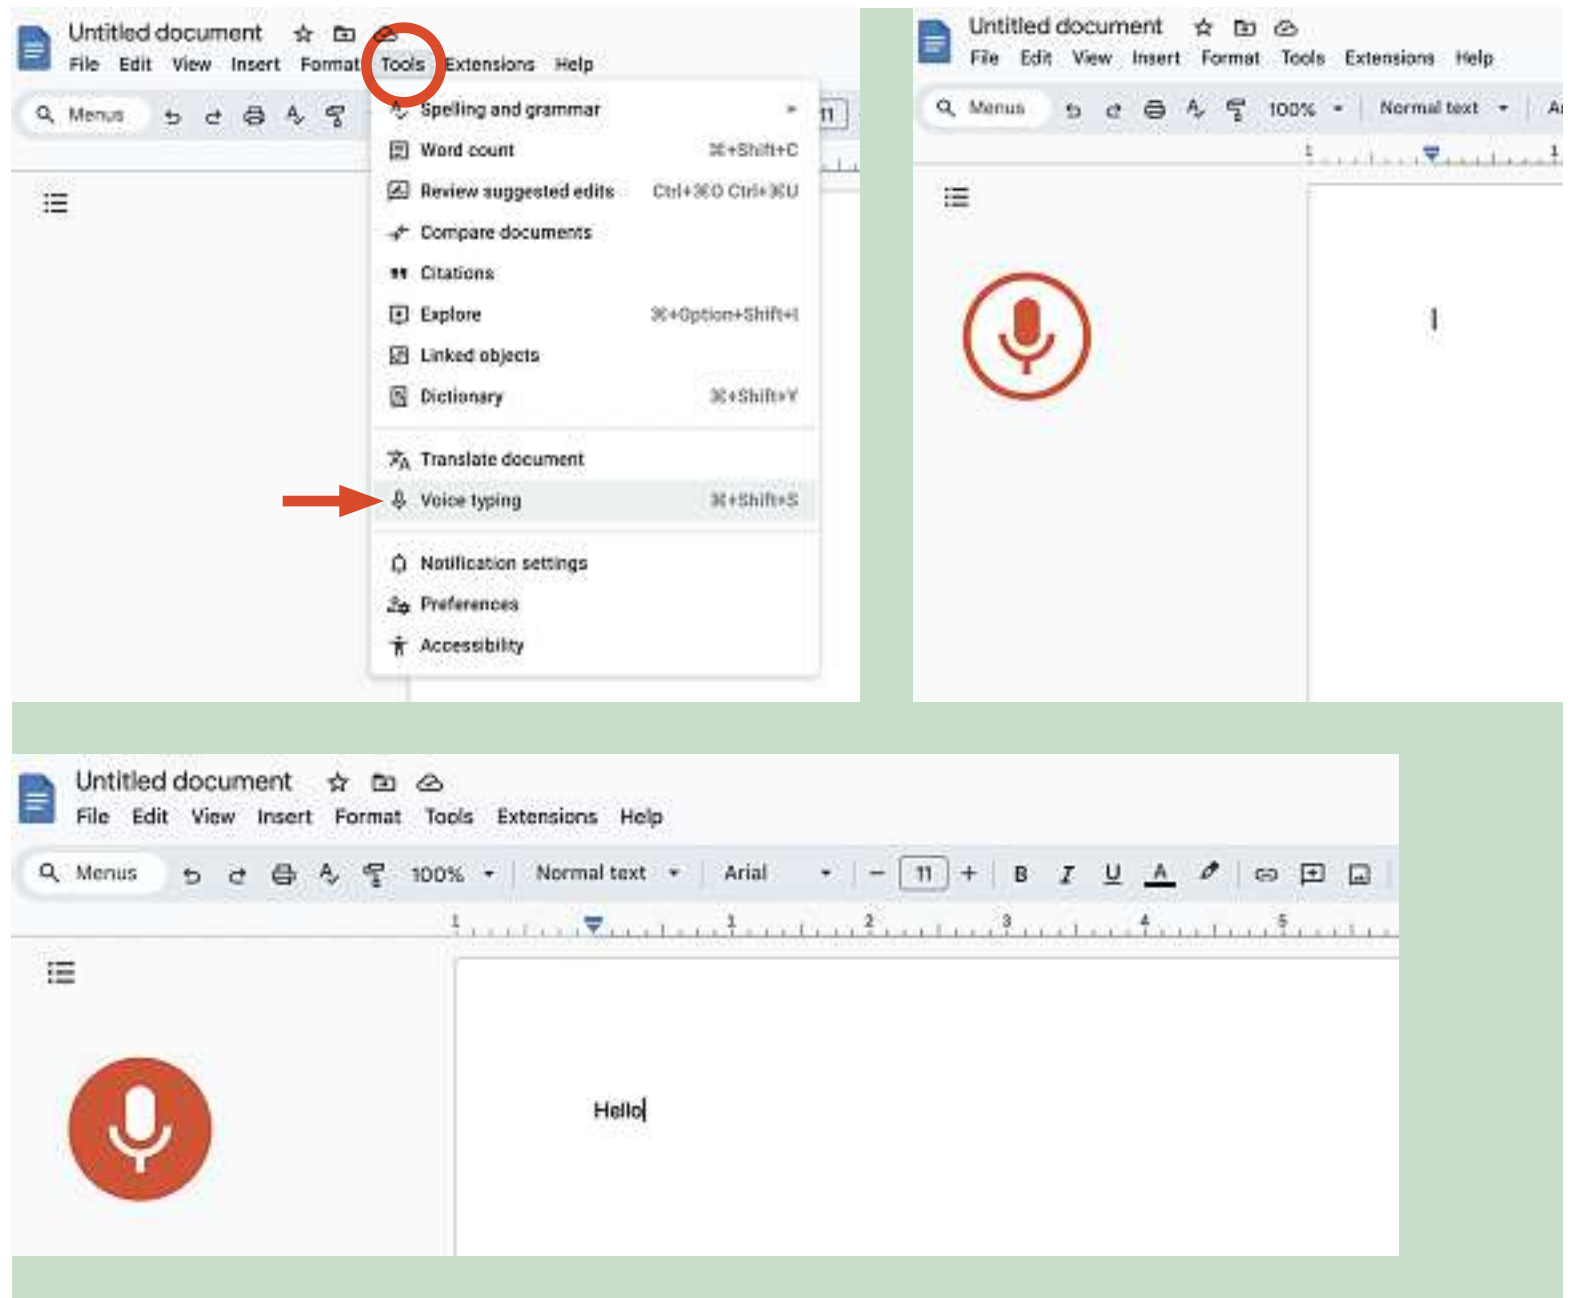 Untitled document
File Edit View Insert Format Tools Extensions Help
Menus
11
Spelling and grammar
Word count ⌘+Shift+C
Review suggested edits Ctrl+⌘O Ctrl+⌘U
Compare documents
Citations
Explore ⌘+Option+Shift+I
Linked objects
Dictionary ⌘+Shift+Y
Translate document
Voice typing ⌘+Shift+S
Notification settings
Preferences
Accessibility
Untitled document
File Edit View Insert Format Tools Extensions Help
Menus 100% Normal text
1 1
Untitled document
File Edit View Insert Format Tools Extensions Help
Menus 100% Normal text Arial − 11 + B I U A
1 1 2 3 4 5
Hello